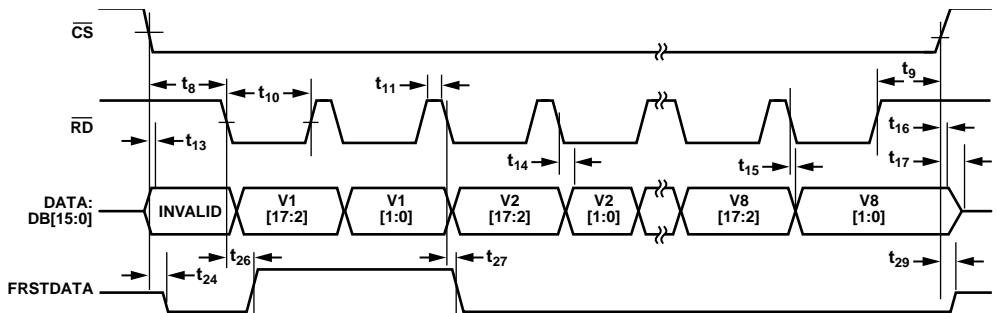 CS
t8
t10
t11
t9
RD
t13
t14
t15
t16
t17
DATA:
DB[15:0]
INVALID
V1
[17:2]
V1
[1:0]
V2
[17:2]
V2
[1:0]
V8
[17:2]
V8
[1:0]
t24
t26
t27
t29
FRSTDATA